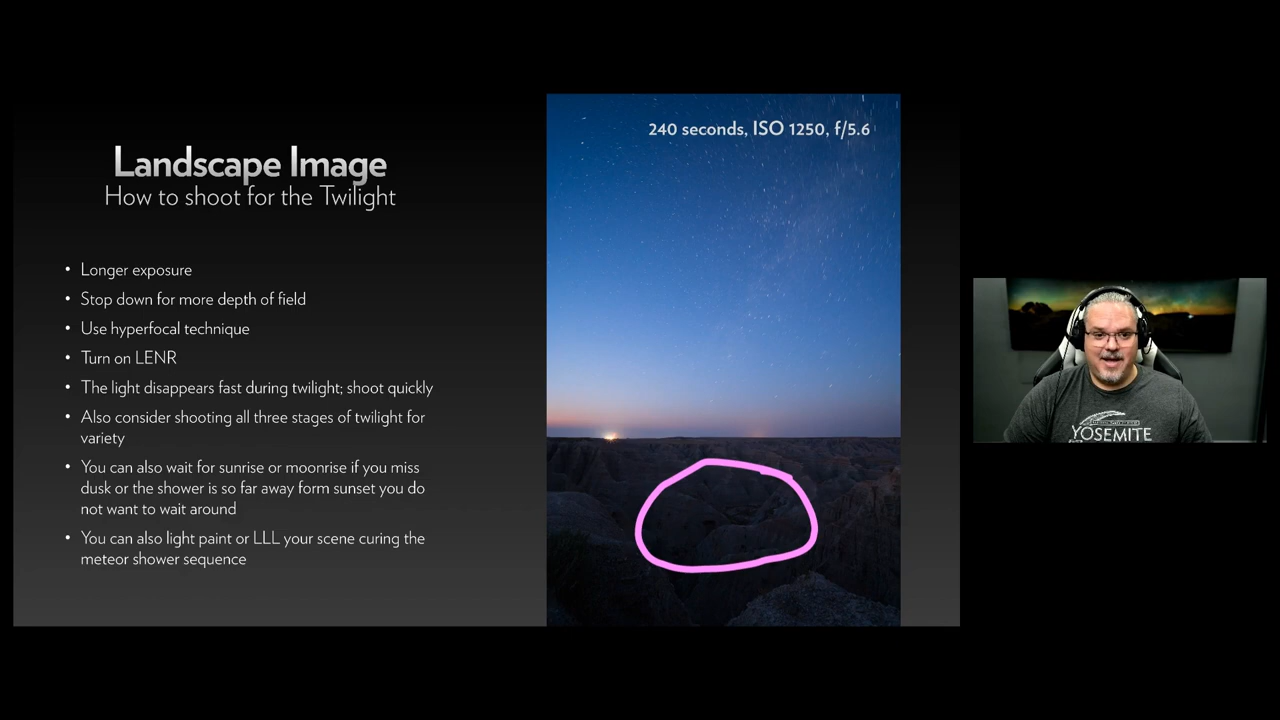 Landscape Image
How to shoot for the Twilight
• Longer exposure
• Stop down for more depth of field
• Use hyperfocal technique
• Turn on LENR
• The light disappears fast during twilight; shoot quickly
• Also consider shooting all three stages of twilight for
variety
• You can also wait for sunrise or moonrise if you miss
dusk or the shower is so far away form sunset you do
not want to wait around
• You can also light paint or LLL your scene curing the
meteor shower sequence
240 seconds, ISO 1250, f/5.6
YOSEMITE